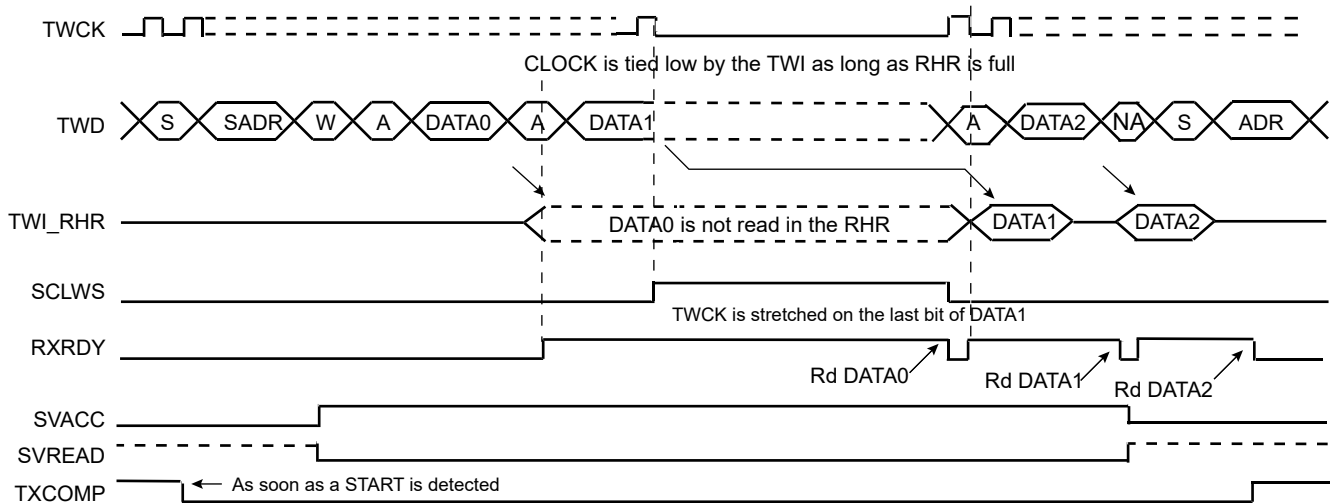 TWCK
CLOCK is tied low by the TWI as long as RHR is full
TWD S SADR W A DATA0 A DATA1 A DATA2 NA S ADR
TWI_RHR DATA0 is not read in the RHR DATA1 DATA2
SCLWS
TWCK is stretched on the last bit of DATA1
RXRDY
Rd DATA0 Rd DATA1 Rd DATA2
SVACC
SVREAD
TXCOMP As soon as a START is detected